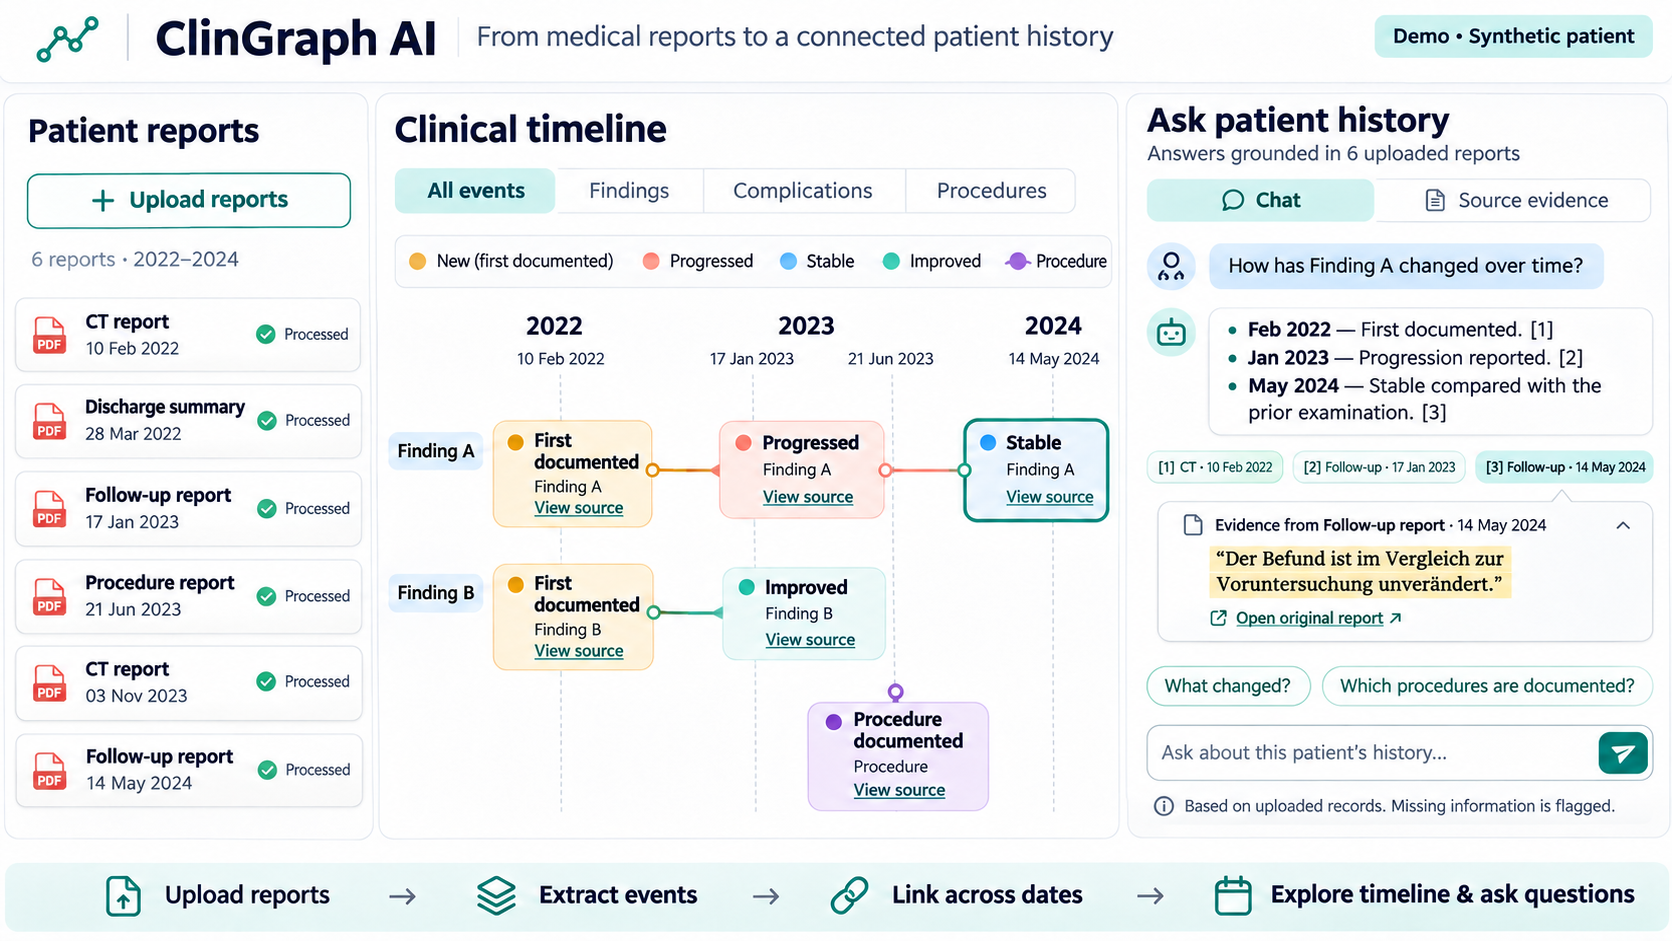 ClinGraph AI
From medical reports to a connected patient history
Demo • Synthetic patient
Patient reports
+ Upload reports
6 reports · 2022–2024
PDF
CT report
10 Feb 2022
Processed
PDF
Discharge summary
28 Mar 2022
Processed
PDF
Follow-up report
17 Jan 2023
Processed
PDF
Procedure report
21 Jun 2023
Processed
PDF
CT report
03 Nov 2023
Processed
PDF
Follow-up report
14 May 2024
Processed
Clinical timeline
All events
Findings
Complications
Procedures
New (first documented)
Progressed
Stable
Improved
Procedure
2022
2023
2024
10 Feb 2022
17 Jan 2023
21 Jun 2023
14 May 2024
Finding A
First
documented
Finding A
View source
Progressed
Finding A
View source
Stable
Finding A
View source
Finding B
First
documented
Finding B
View source
Improved
Finding B
View source
Procedure
documented
Procedure
View source
Ask patient history
Answers grounded in 6 uploaded reports
Chat
Source evidence
How has Finding A changed over time?
• Feb 2022 — First documented. [1]
• Jan 2023 — Progression reported. [2]
• May 2024 — Stable compared with the
prior examination. [3]
[1] CT · 10 Feb 2022
[2] Follow-up · 17 Jan 2023
[3] Follow-up · 14 May 2024
Evidence from Follow-up report · 14 May 2024
“Der Befund ist im Vergleich zur
Voruntersuchung unverändert.”
Open original report ↗
What changed?
Which procedures are documented?
Ask about this patient's history...
Based on uploaded records. Missing information is flagged.
Upload reports
→
Extract events
→
Link across dates
→
Explore timeline & ask questions